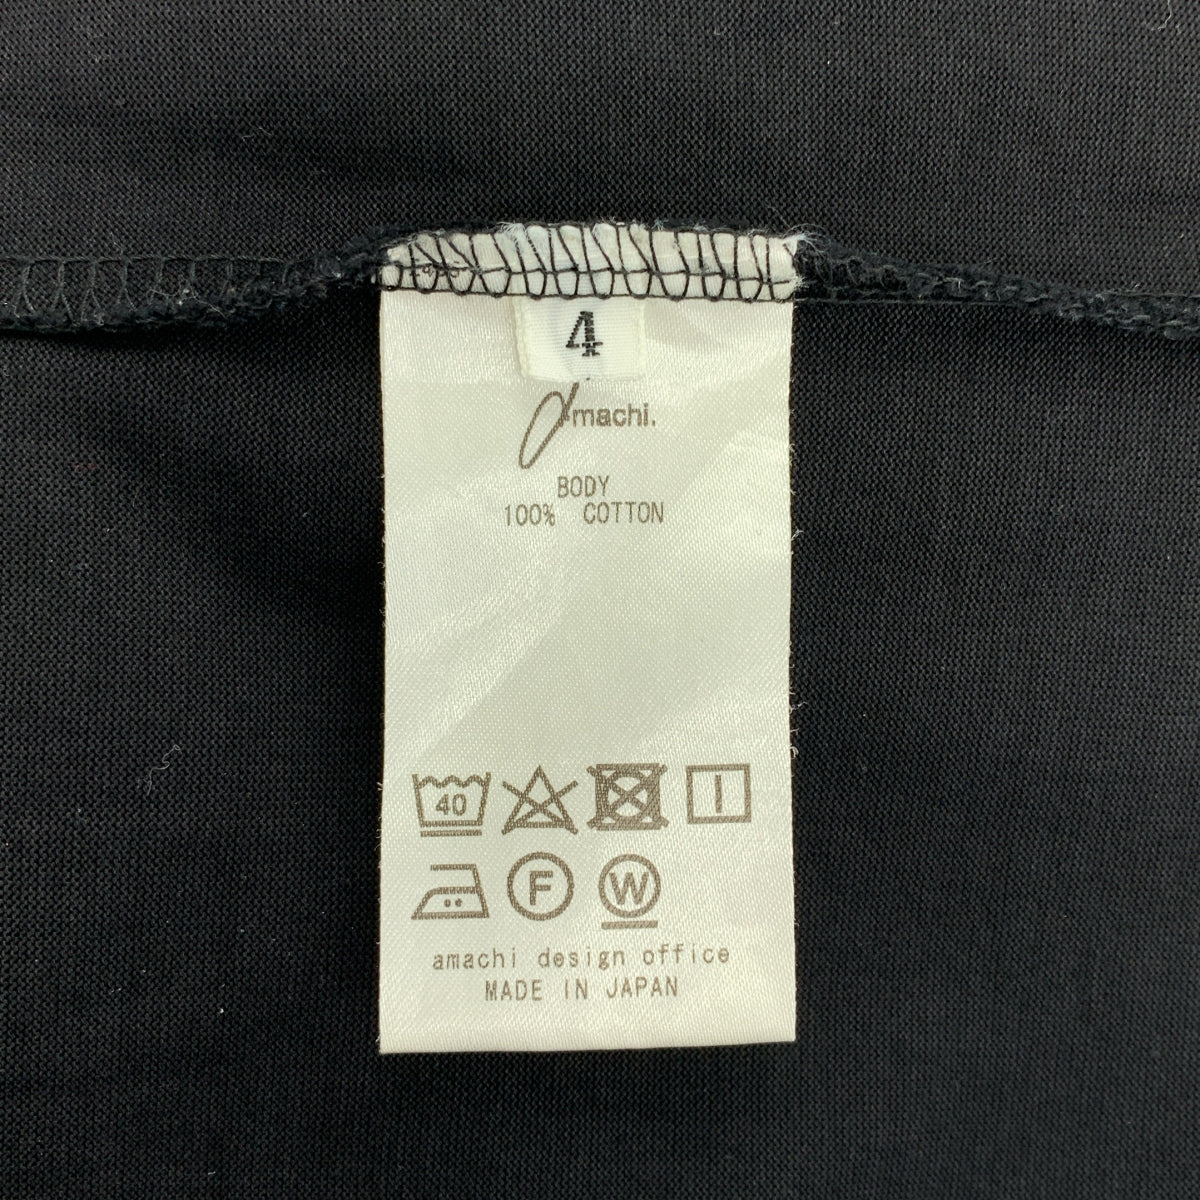 4
amachi.
BODY
100% COTTON
40
F
W
amachi design office
MADE IN JAPAN